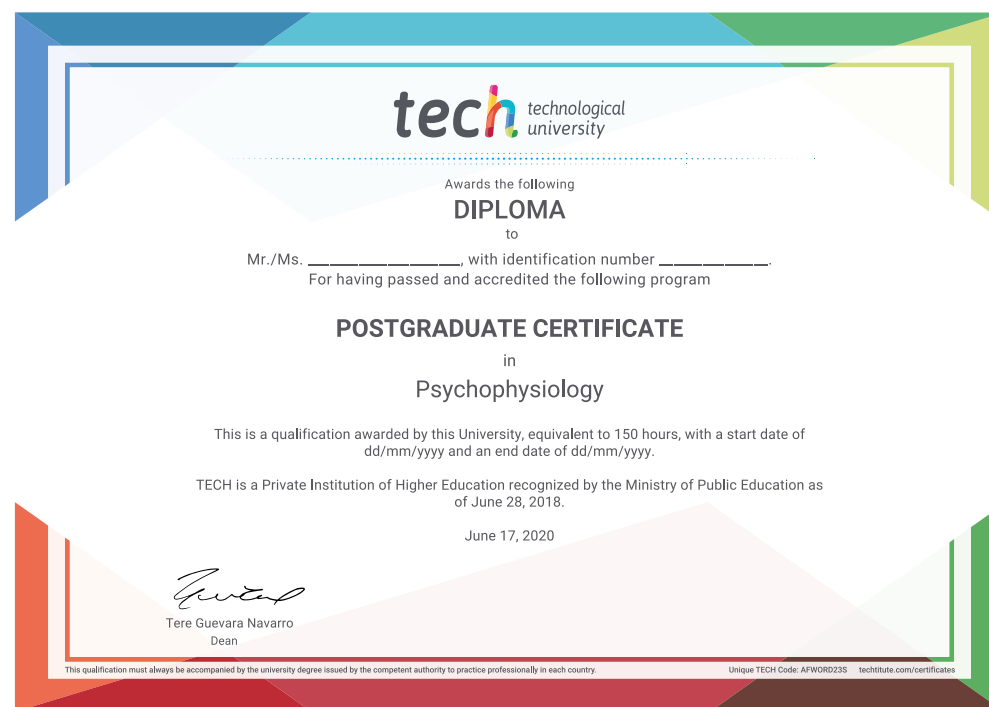 tech technological
university
Awards the following
DIPLOMA
to
Mr./Ms. ____________________, with identification number ______________.
For having passed and accredited the following program
POSTGRADUATE CERTIFICATE
in
Psychophysiology
This is a qualification awarded by this University, equivalent to 150 hours, with a start date of
dd/mm/yyyy and an end date of dd/mm/yyyy.
TECH is a Private Institution of Higher Education recognized by the Ministry of Public Education as
of June 28, 2018.
June 17, 2020
Tere Guevara Navarro
Dean
This qualification must always be accompanied by the university degree issued by the competent authority to practice professionally in each country.
Unique TECH Code: AFWORD23S techtitute.com/certificates